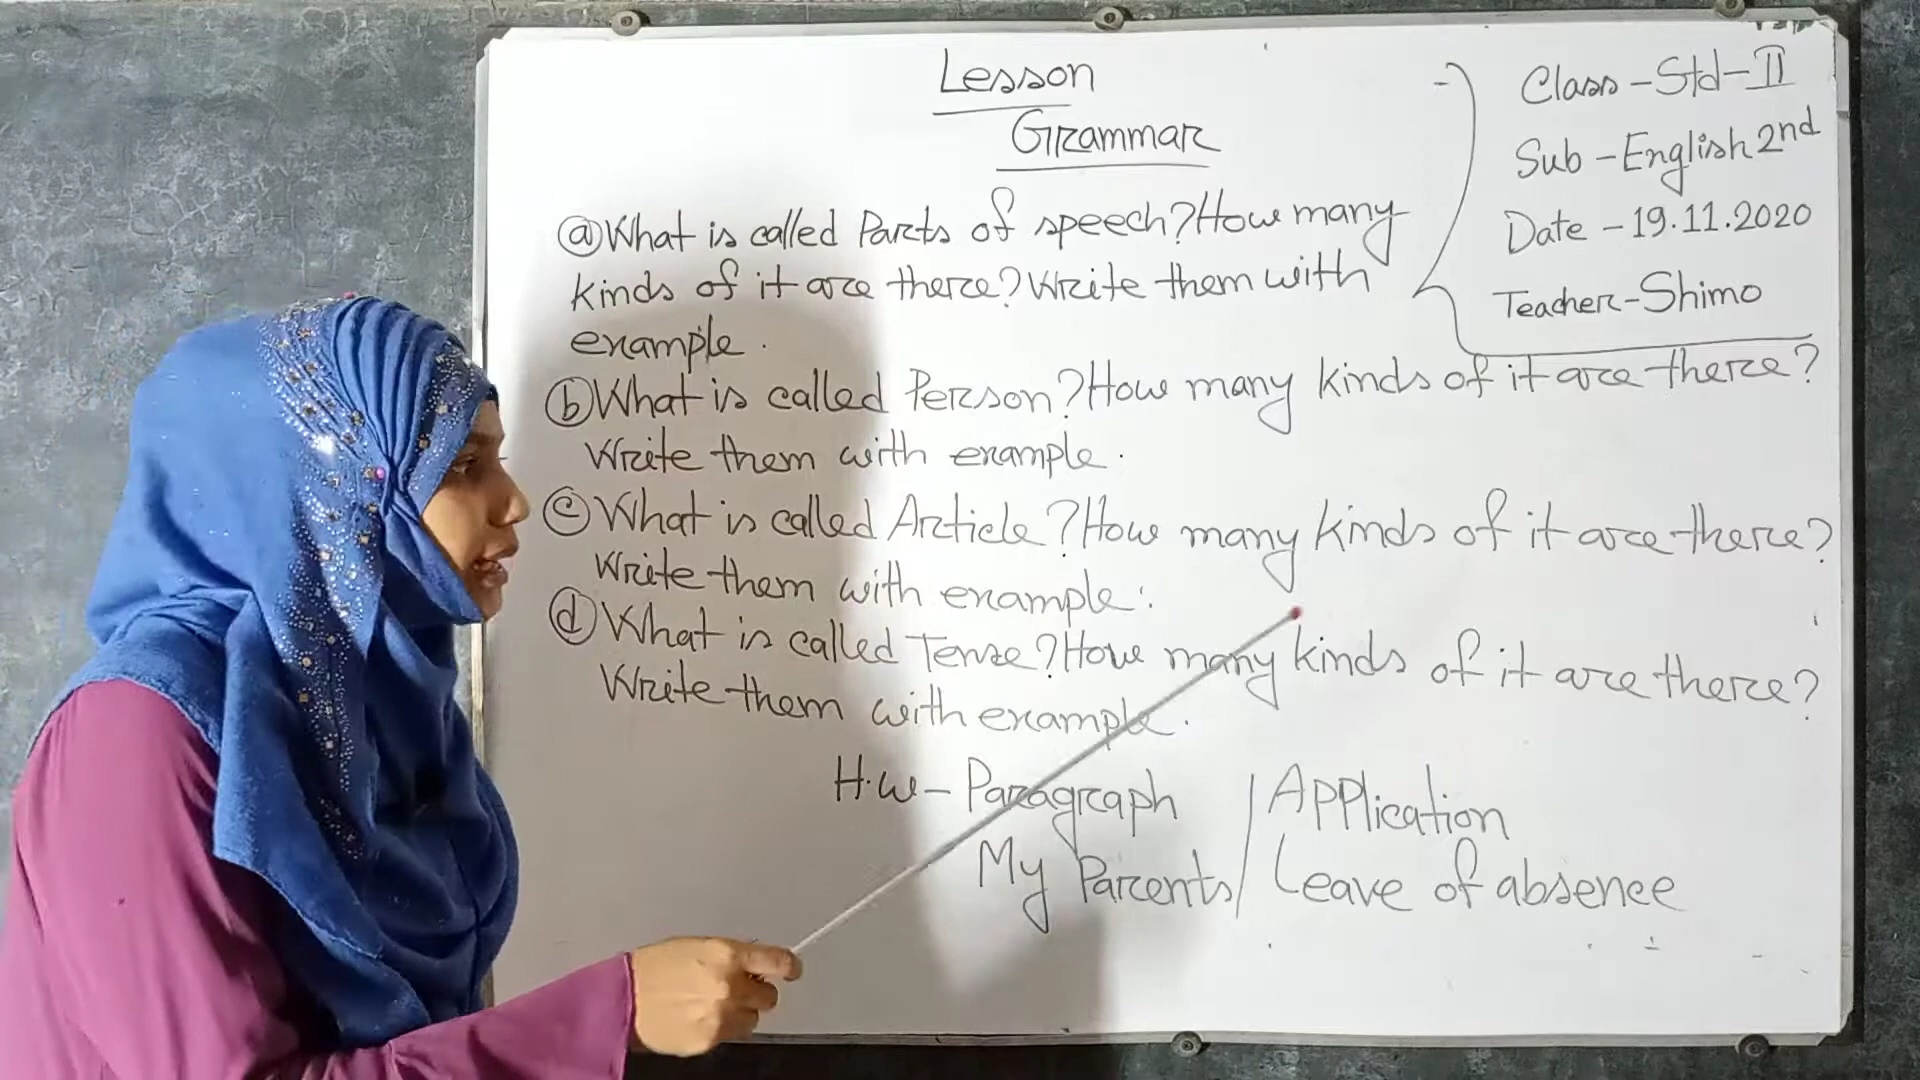 Lesson
Grammar
Class-Std-II
Sub-English 2nd
Date-19.11.2020
Teacher-Shimo
ⓐ What is called Parts of speech? How many
kinds of it are there? Write them with
example.
ⓑ What is called Person? How many kinds of it are there?
Write them with example.
ⓒ What is called Article? How many kinds of it are there?
Write them with example.
ⓓ What is called Tense? How many kinds of it are there?
Write them with example.
H.W- Paragraph / Application
My Parents / Leave of absence